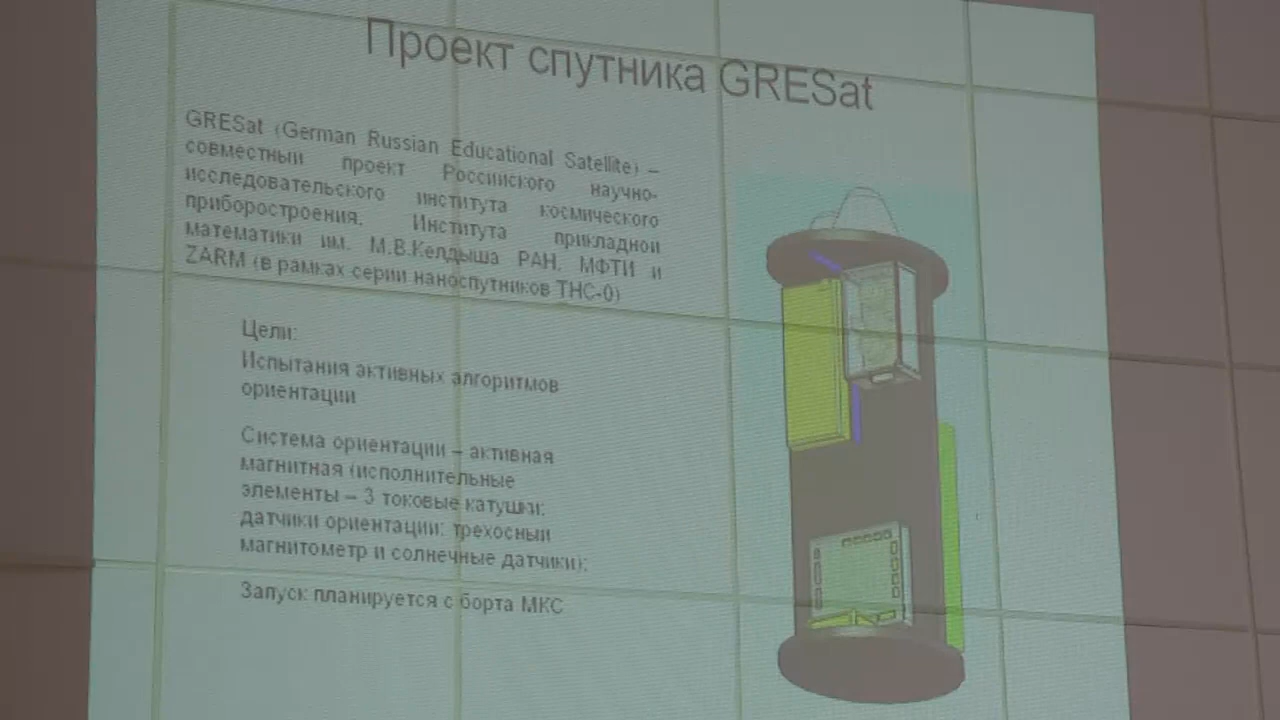 Проект спутника GRESat
GRESat (German Russian Educational Satellite) –
совместный проект Российского научно-
исследовательского института космического
приборостроения, Института прикладной
математики им. М.В.Келдыша РАН, МФТИ и
ZARM (в рамках серии наноспутников ТНС-0)
Цели:
Испытания активных алгоритмов
ориентации
Система ориентации – активная
магнитная (исполнительные
элементы – 3 токовые катушки;
датчики ориентации: трехосный
магнитометр и солнечные датчики);
Запуск планируется с борта МКС